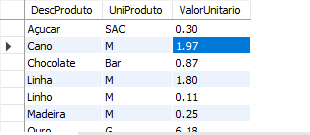 DescProduto UniProduto ValorUnitario
Açucar SAC 0.30
Cano M 1.97
Chocolate Bar 0.87
Linha M 1.80
Linho M 0.11
Madeira M 0.25
Ouro G 6.18